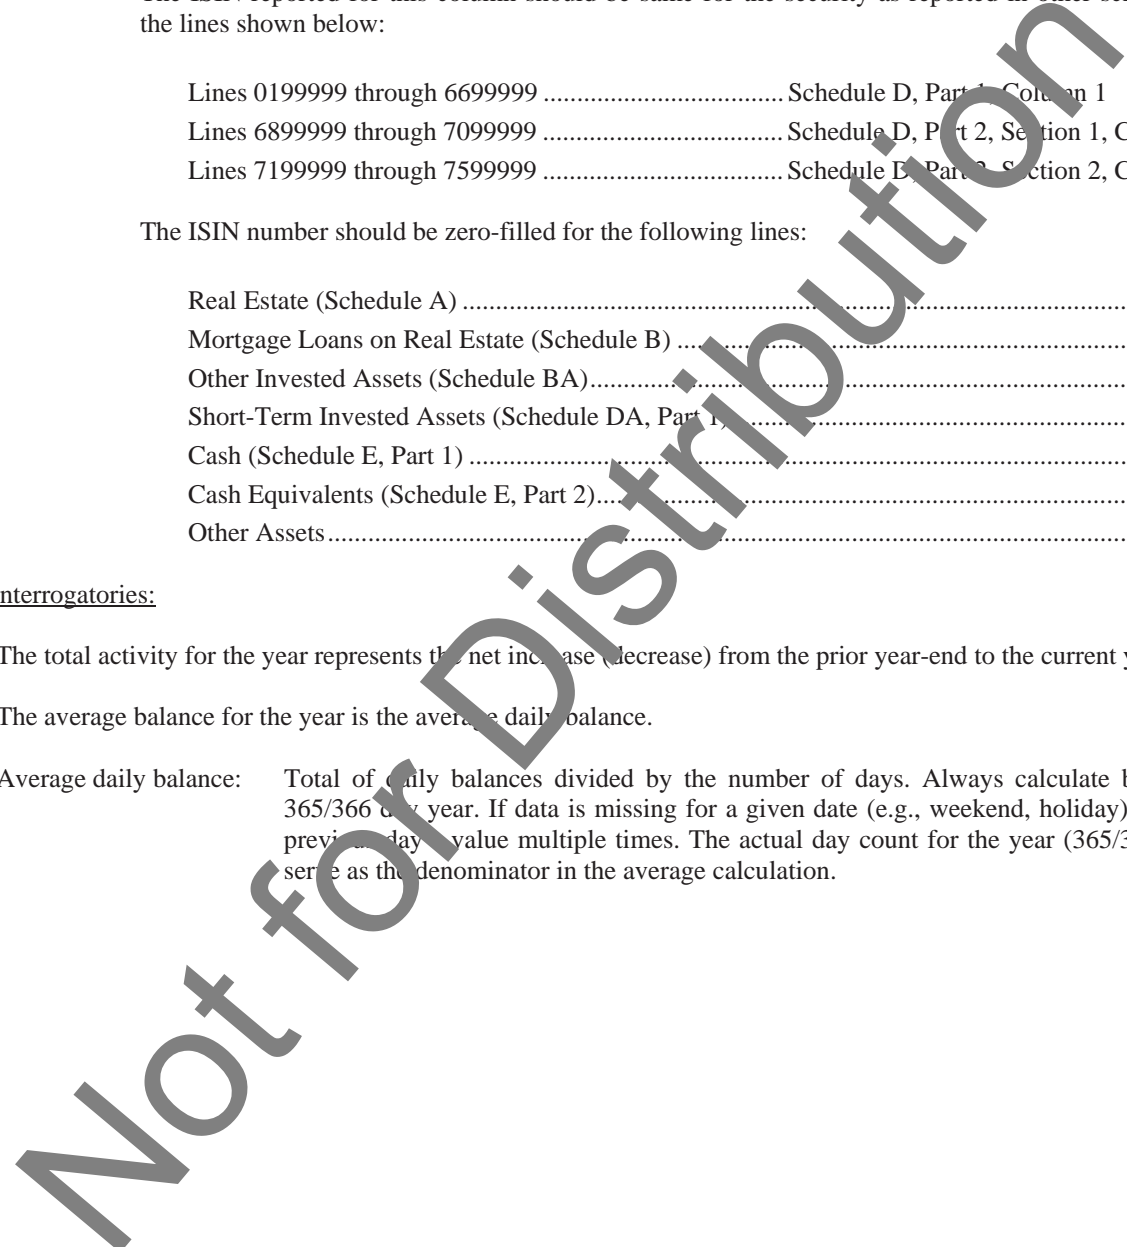 the lines shown below:
Lines 0199999 through 6699999 .................................... Schedule D, Part 1, Column 1
Lines 6899999 through 7099999 .................................... Schedule D, Part 2, Section 1, C
Lines 7199999 through 7599999 .................................... Schedule D, Part 2, Section 2, C
The ISIN number should be zero-filled for the following lines:
Real Estate (Schedule A) ....................................................................................................
Mortgage Loans on Real Estate (Schedule B) ....................................................................
Other Invested Assets (Schedule BA).................................................................................
Short-Term Invested Assets (Schedule DA, Part 1)............................................................
Cash (Schedule E, Part 1) ...................................................................................................
Cash Equivalents (Schedule E, Part 2)................................................................................
Other Assets........................................................................................................................
nterrogatories:
The total activity for the year represents the net increase (decrease) from the prior year-end to the current y
The average balance for the year is the average daily balance.
Average daily balance: Total of daily balances divided by the number of days. Always calculate b
365/366 day year. If data is missing for a given date (e.g., weekend, holiday)
previous day value multiple times. The actual day count for the year (365/3
serve as the denominator in the average calculation.
Not for Distribution